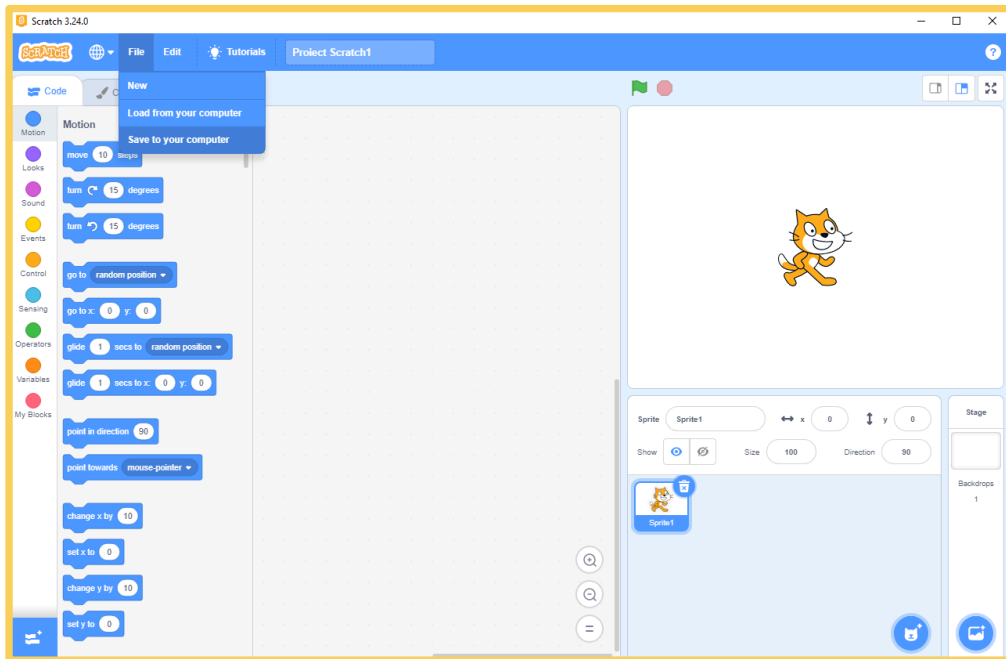 Scratch 3.24.0
SCRATCH File Edit Tutorials Project Scratch1
New
Load from your computer
Save to your computer
Code
C
Motion
Looks
Sound
Events
Control
Sensing
Operators
Variables
My Blocks
Motion
move 10 steps
turn 15 degrees
turn 15 degrees
go to random position
go to x: 0 y: 0
glide 1 secs to random position
glide 1 secs to x: 0 y: 0
point in direction 90
point towards mouse-pointer
change x by 10
set x to 0
change y by 10
set y to 0
Sprite Sprite1 x 0 y 0
Show Size 100 Direction 90
Sprite1
Stage
Backdrops
1